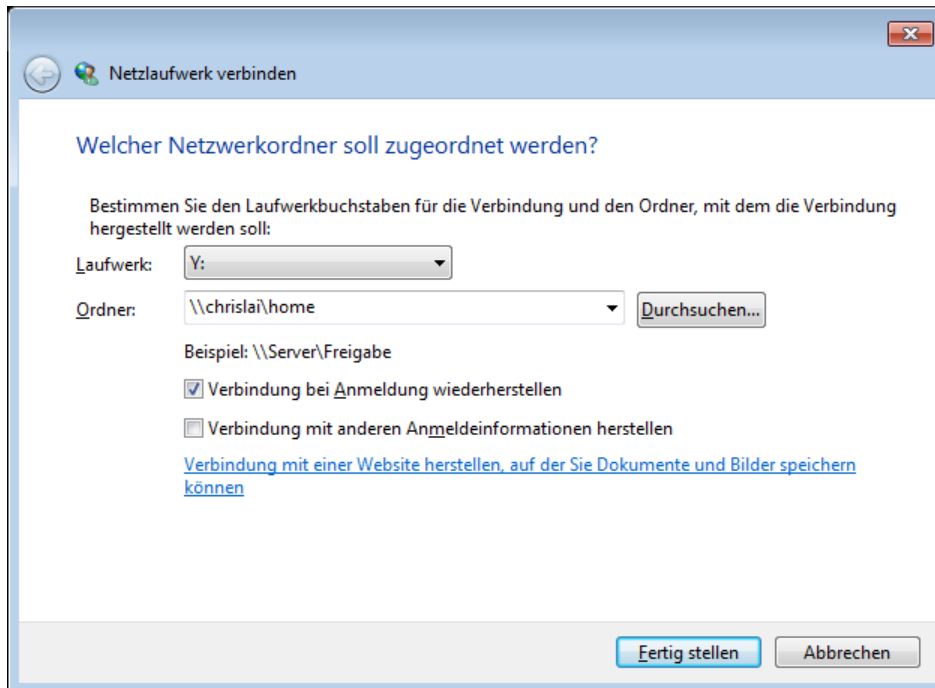 Netzlaufwerk verbinden
Welcher Netzwerkordner soll zugeordnet werden?
Bestimmen Sie den Laufwerkbuchstaben für die Verbindung und den Ordner, mit dem die Verbindung
hergestellt werden soll:
Laufwerk: Y:
Ordner: \\chrislai\home Durchsuchen...
Beispiel: \\Server\Freigabe
Verbindung bei Anmeldung wiederherstellen
Verbindung mit anderen Anmeldeinformationen herstellen
Verbindung mit einer Website herstellen, auf der Sie Dokumente und Bilder speichern
können
Fertig stellen Abbrechen